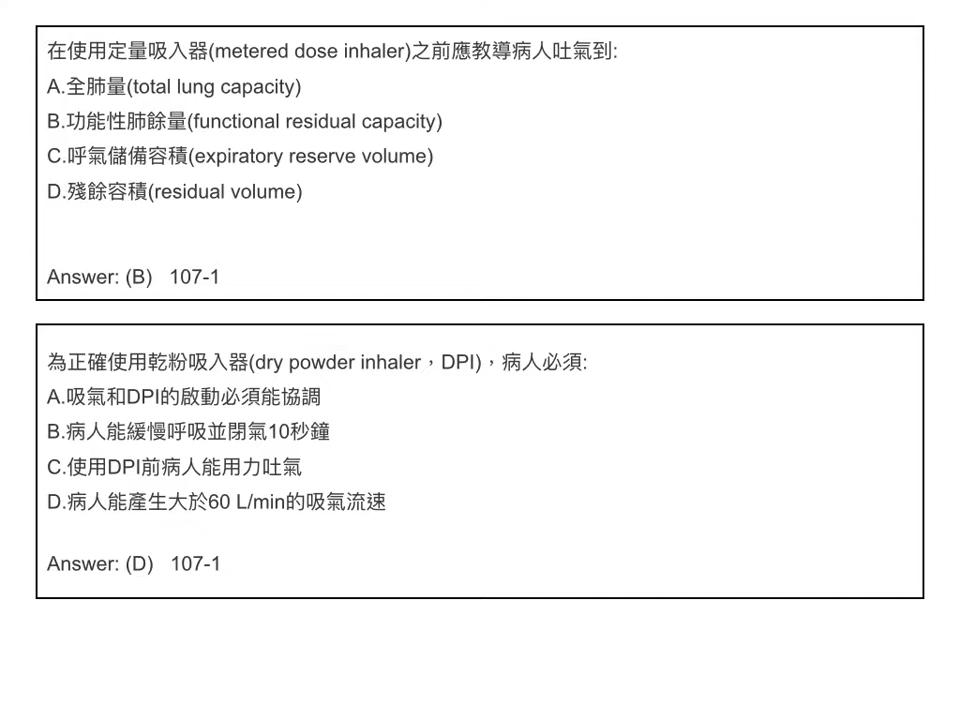 在使用定量吸入器(metered dose inhaler)之前應教導病人吐氣到:
A.全肺量(total lung capacity)
B.功能性肺餘量(functional residual capacity)
C.呼氣儲備容積(expiratory reserve volume)
D.殘餘容積(residual volume)
Answer: (B) 107-1
為正確使用乾粉吸入器(dry powder inhaler，DPI)，病人必須:
A.吸氣和DPI的啟動必須能協調
B.病人能緩慢呼吸並閉氣10秒鐘
C.使用DPI前病人能用力吐氣
D.病人能產生大於60 L/min的吸氣流速
Answer: (D) 107-1